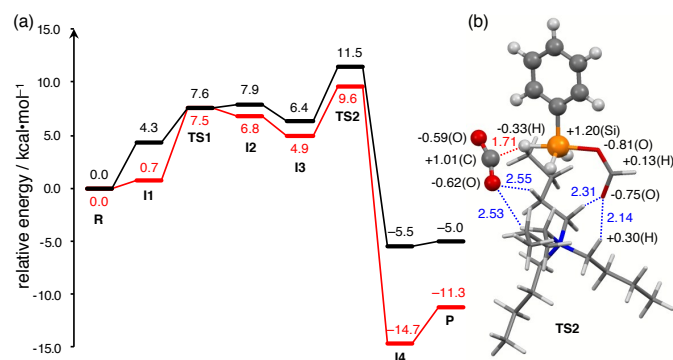 (a)
relative energy / kcal•mol⁻¹
15.0
10.0
5.0
0.0
-5.0
-10.0
-15.0
0.0
0.0
R
4.3
0.7
I1
7.6
7.5
TS1
7.9
6.8
I2
6.4
4.9
I3
11.5
9.6
TS2
–5.5
–14.7
I4
–5.0
–11.3
P
(b)
-0.59(O)
+1.01(C)
-0.62(O)
1.71
-0.33(H)
+1.20(Si)
-0.81(O)
+0.13(H)
-0.75(O)
2.55
2.53
2.31
2.14
+0.30(H)
TS2